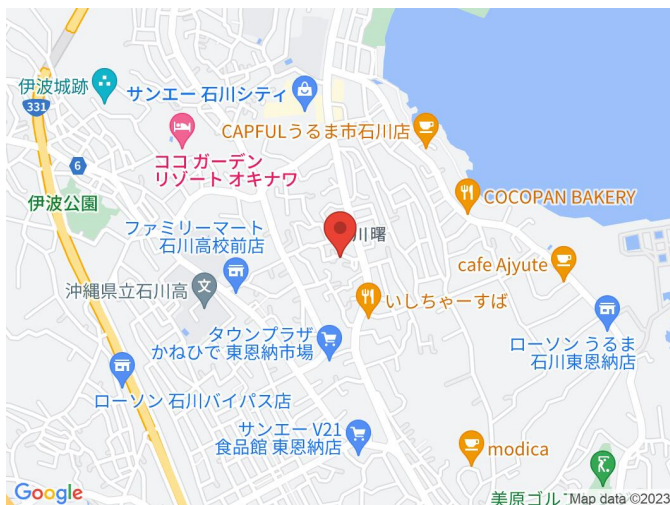 伊波城跡
331
サンエー 石川シティ
CAPFULうるま市石川店
6
ココ ガーデン
リゾート オキナワ
COCOPAN BAKERY
伊波公園
ファミリーマート
石川高校前店
川曙
cafe Ajyute
沖縄県立石川高
文
いしちゃーすば
タウンプラザ
かねひで 東恩納市場
ローソン うるま
石川東恩納店
ローソン 石川バイパス店
サンエー V21
食品館 東恩納店
modica
Google
美原ゴル
Map data ©2023